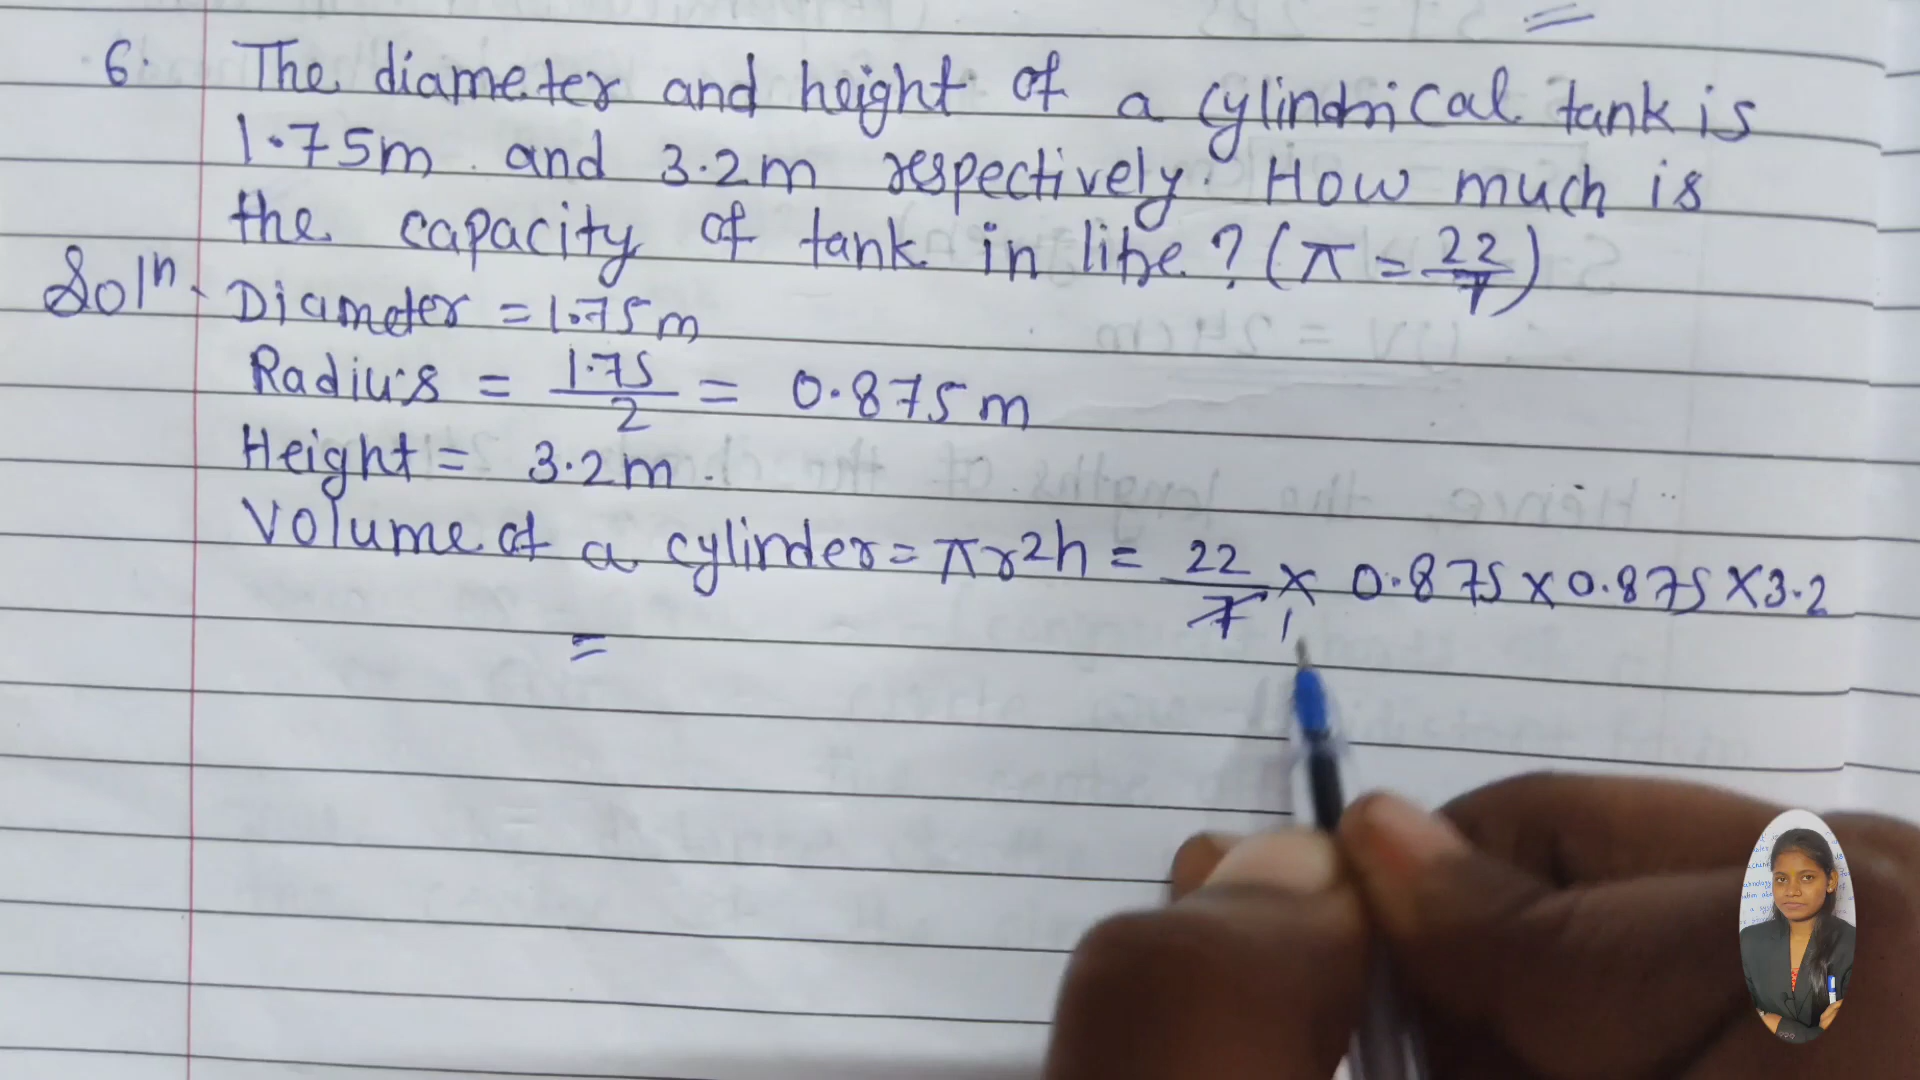 6. The diameter and height of a cylindrical tank is
1.75m and 3.2m respectively. How much is
the capacity of tank in litre? (π = 22/7)
Solⁿ. Diameter = 1.75m
Radius = 1.75/2 = 0.875m
Height = 3.2m.
Volume of a cylinder = πr2h = 22/7 × 0.875 × 0.875 × 3.2
1
=